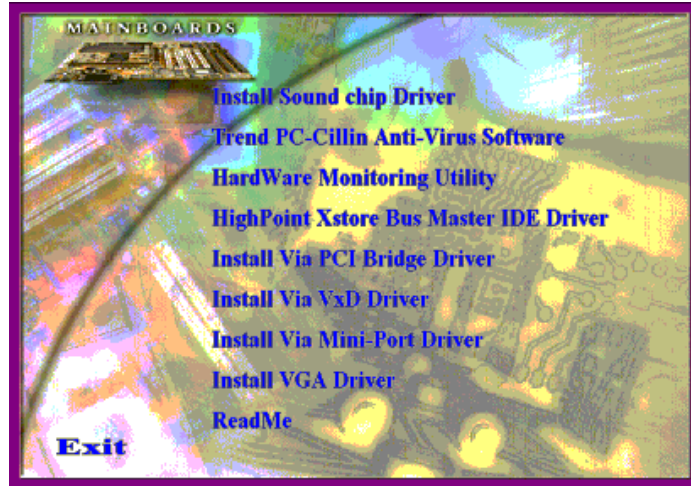 MAINBOARDS
Install Sound chip Driver
Trend PC-Cillin Anti-Virus Software
HardWare Monitoring Utility
HighPoint Xstore Bus Master IDE Driver
Install Via PCI Bridge Driver
Install Via VxD Driver
Install Via Mini-Port Driver
Install VGA Driver
ReadMe
Exit